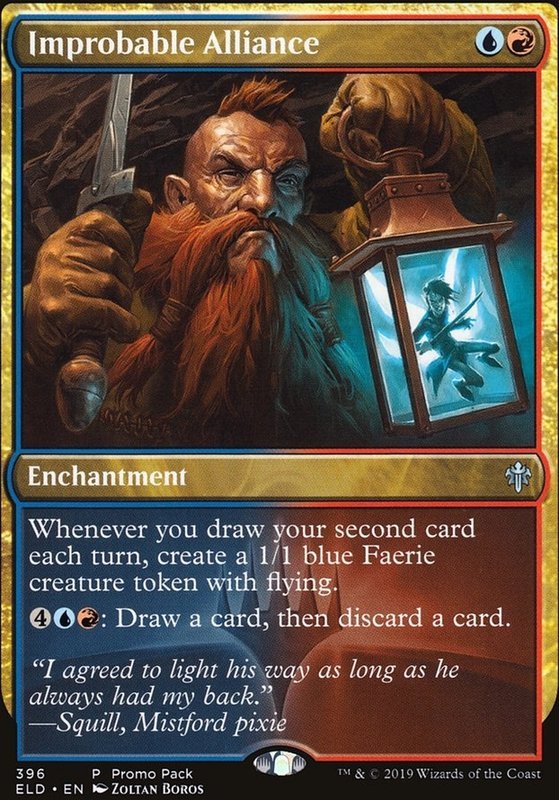 Improbable Alliance
Enchantment
Whenever you draw your second card
each turn, create a 1/1 blue Faerie
creature token with flying.
4: Draw a card, then discard a card.
“I agreed to light his way as long as he
always had my back.”
—Squill, Mistford pixie
396 P Promo Pack
ELD • EN Zoltan Boros
™ & © 2019 Wizards of the Coast